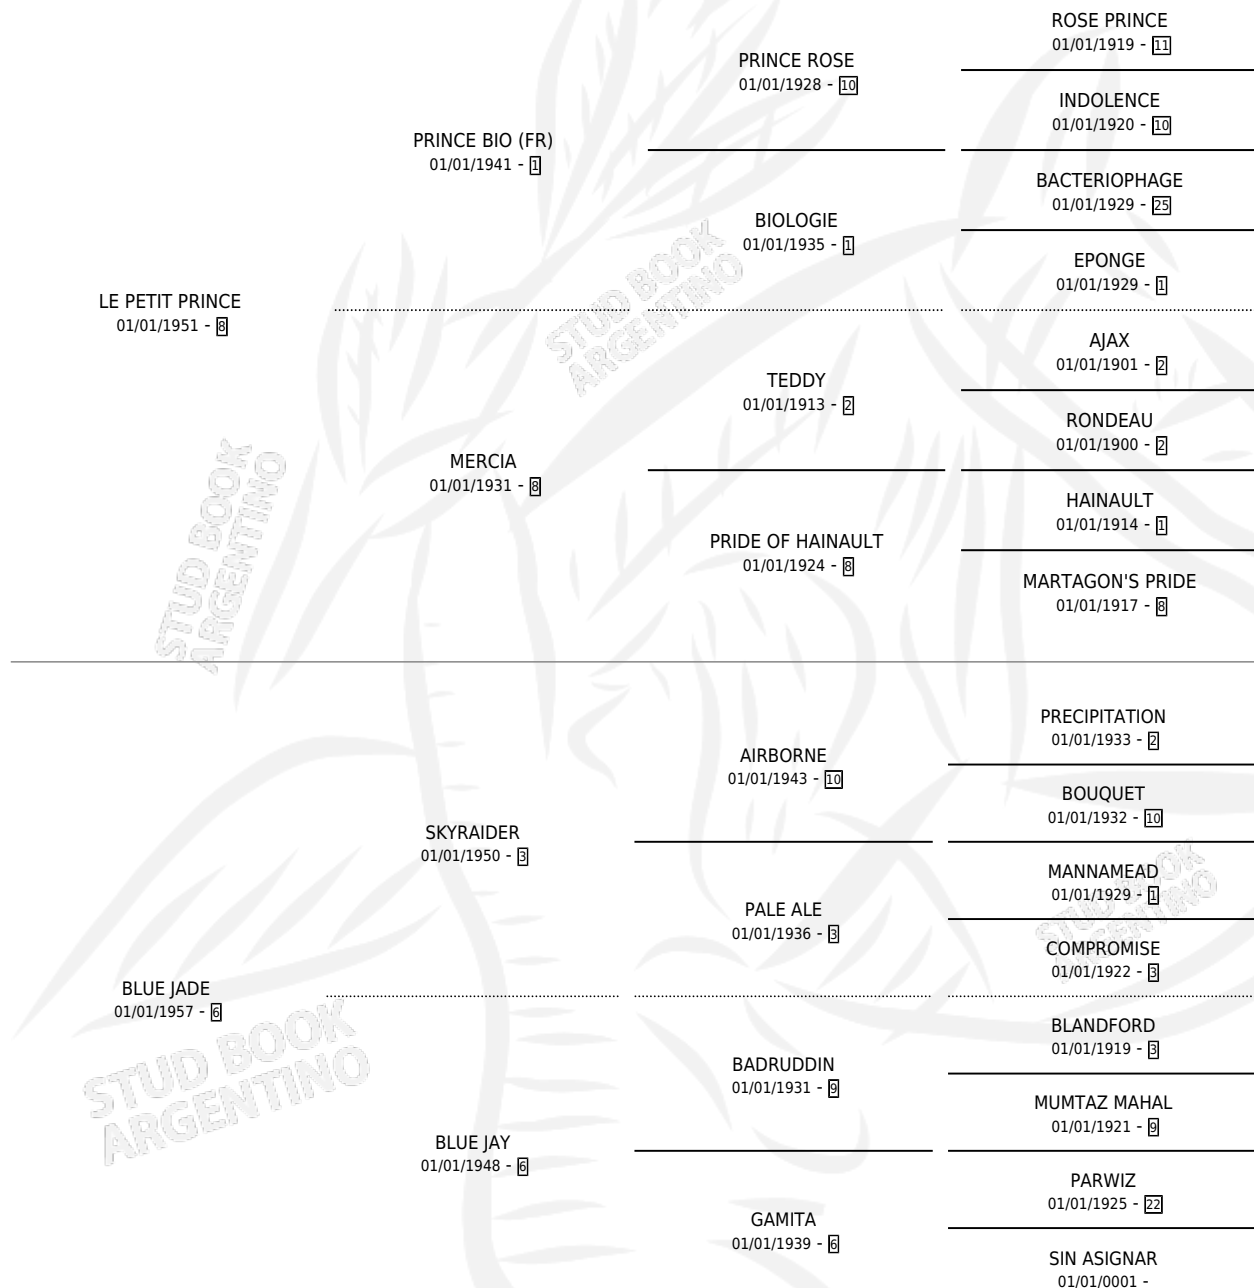 ROSE PRINCE
01/01/1919 - 11
PRINCE ROSE
01/01/1928 - 10
INDOLENCE
01/01/1920 - 10
PRINCE BIO (FR)
01/01/1941 - 1
BACTERIOPHAGE
01/01/1929 - 25
BIOLOGIE
01/01/1935 - 1
EPONGE
01/01/1929 - 1
LE PETIT PRINCE
01/01/1951 - 8
AJAX
01/01/1901 - 2
TEDDY
01/01/1913 - 2
RONDEAU
01/01/1900 - 2
MERCIA
01/01/1931 - 8
HAINAULT
01/01/1914 - 1
PRIDE OF HAINAULT
01/01/1924 - 8
MARTAGON'S PRIDE
01/01/1917 - 8
STUD BOOK
ARGENTINO
STUD BOOK
ARGENTINO
PRECIPITATION
01/01/1933 - 2
AIRBORNE
01/01/1943 - 10
BOUQUET
01/01/1932 - 10
SKYRAIDER
01/01/1950 - 3
MANNAMEAD
01/01/1929 - 1
PALE ALE
01/01/1936 - 3
COMPROMISE
01/01/1922 - 3
STUD BOOK
ARGENTINO
BLUE JADE
01/01/1957 - 6
BLANDFORD
01/01/1919 - 3
BADRUDDIN
01/01/1931 - 9
MUMTAZ MAHAL
01/01/1921 - 9
STUD BOOK
ARGENTINO
BLUE JAY
01/01/1948 - 6
PARWIZ
01/01/1925 - 22
GAMITA
01/01/1939 - 6
SIN ASIGNAR
01/01/0001 -